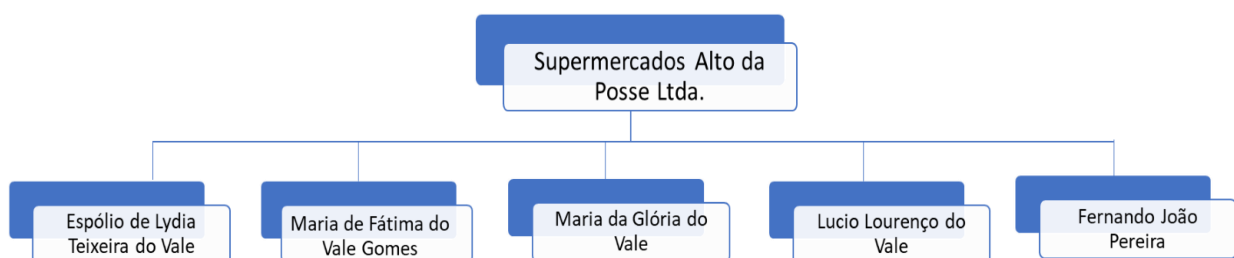 Supermercados Alto da
Posse Ltda.
Espólio de Lydia
Teixeira do Vale
Maria de Fátima do
Vale Gomes
Maria da Glória do
Vale
Lucio Lourenço do
Vale
Fernando João
Pereira